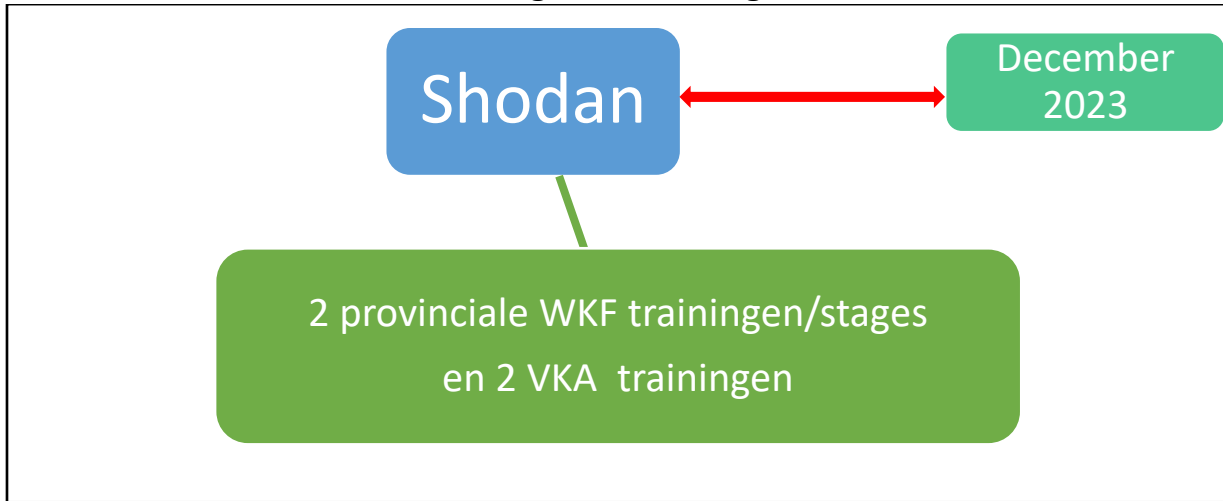 Shodan
December
2023
2 provinciale WKF trainingen/stages
en 2 VKA trainingen